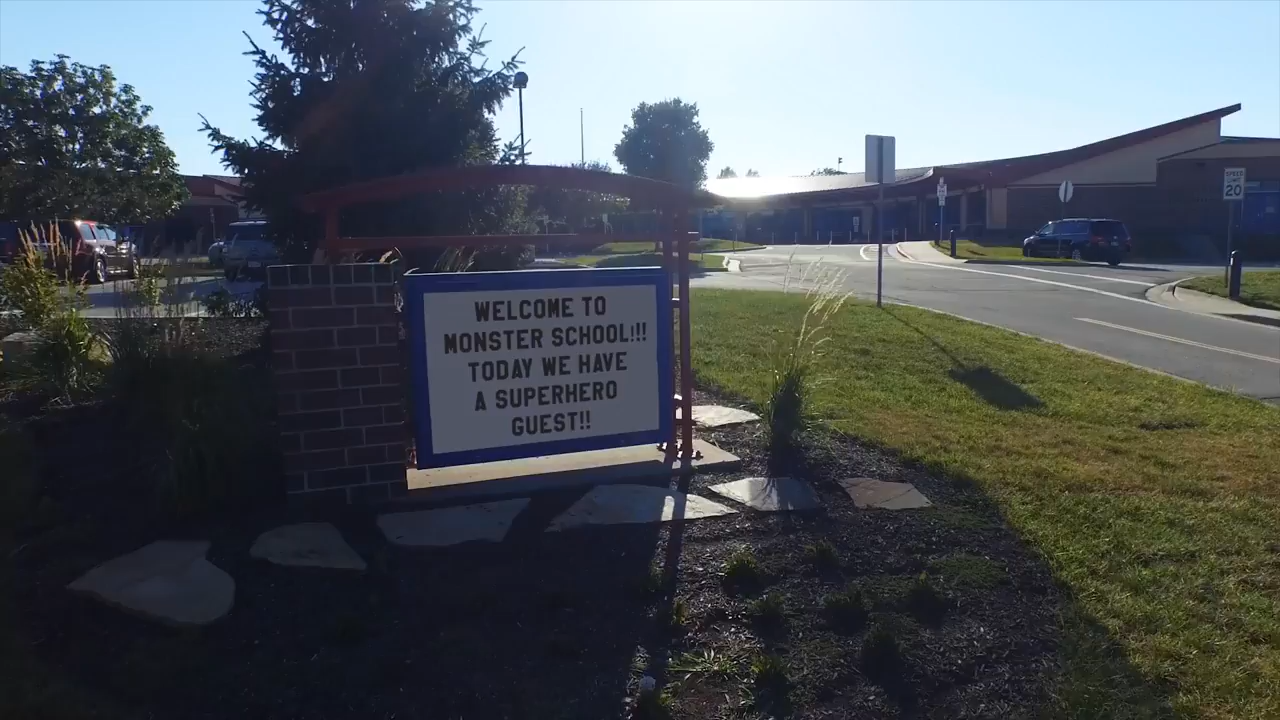 WELCOME TO
MONSTER SCHOOL!!!
TODAY WE HAVE
A SUPERHERO
GUEST!!
SPEED
20